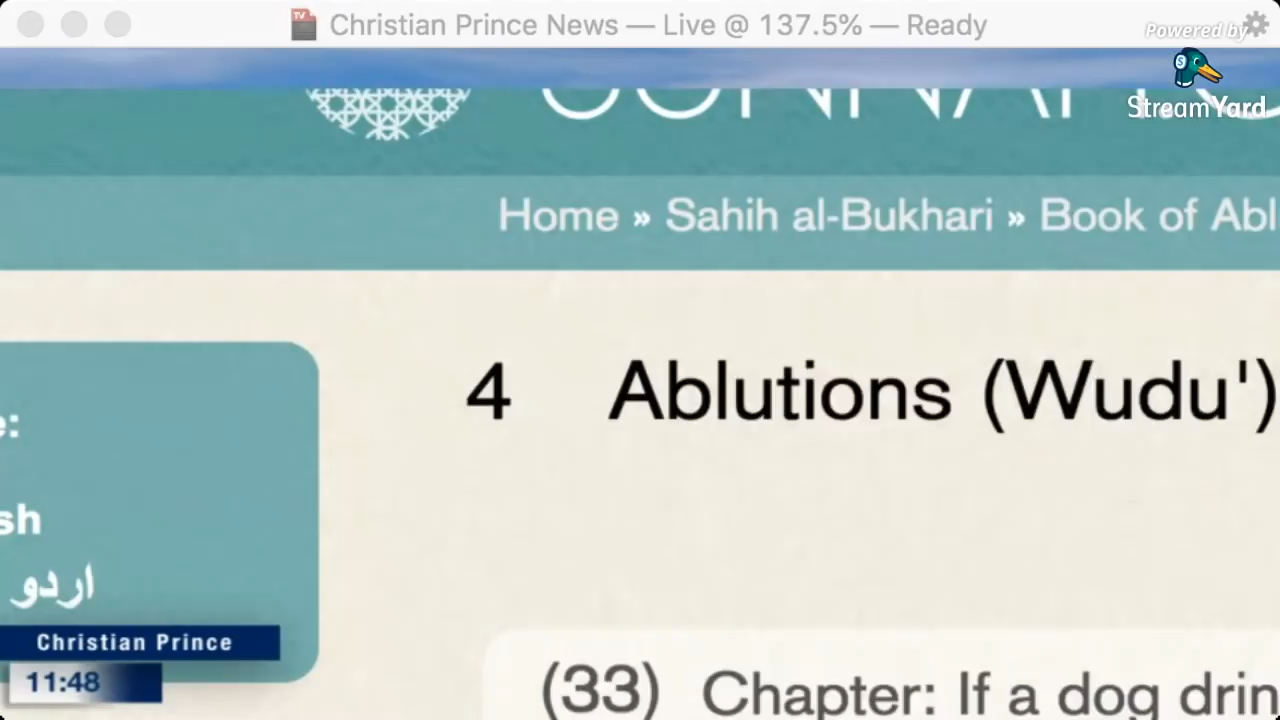 Christian Prince News — Live @ 137.5% — Ready
Powered by
StreamYard
Home » Sahih al-Bukhari » Book of Abl
e:
4 Ablutions (Wudu')
sh
اردو
Christian Prince
11:48
(33) Chapter: If a dog drin